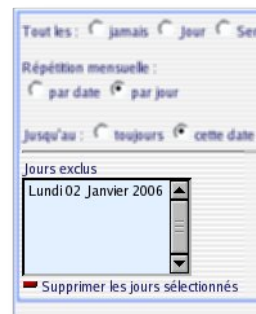 Tout les : jamais Jour
Répétition mensuelle :
par date par jour
Jusqu'au : toujours cette date
Jours exclus
Lundi 02 Janvier 2006
Supprimer les jours sélectionnés